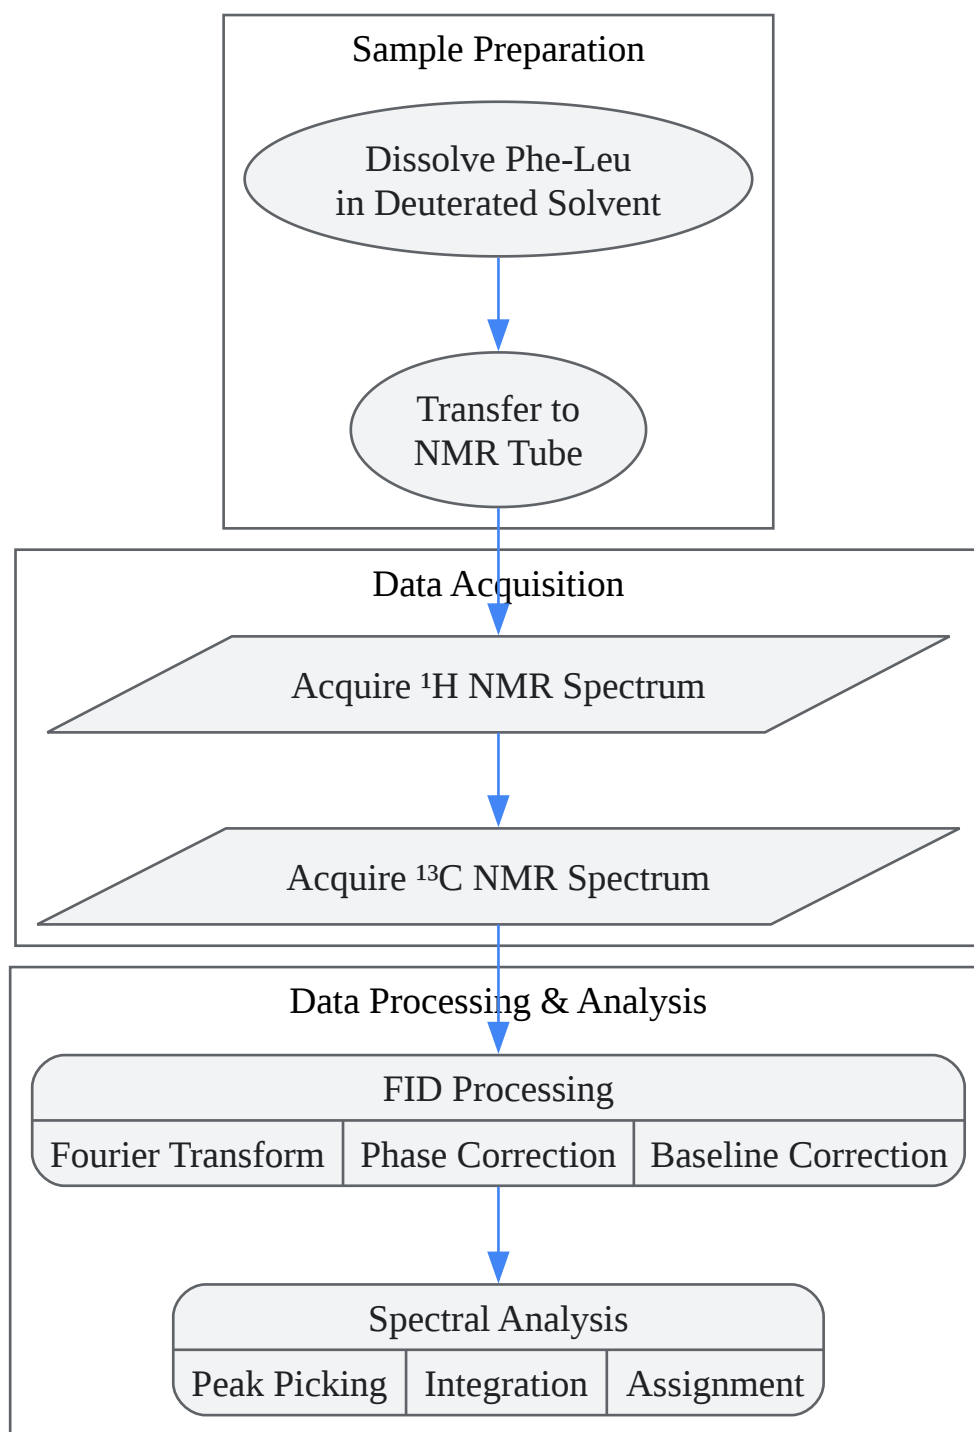 Sample Preparation
Dissolve Phe-Leu
in Deuterated Solvent
Transfer to
NMR Tube
Data Acquisition
Acquire ¹H NMR Spectrum
Acquire ¹³C NMR Spectrum
Data Processing & Analysis
FID Processing
Fourier Transform Phase Correction Baseline Correction
Spectral Analysis
Peak Picking Integration Assignment